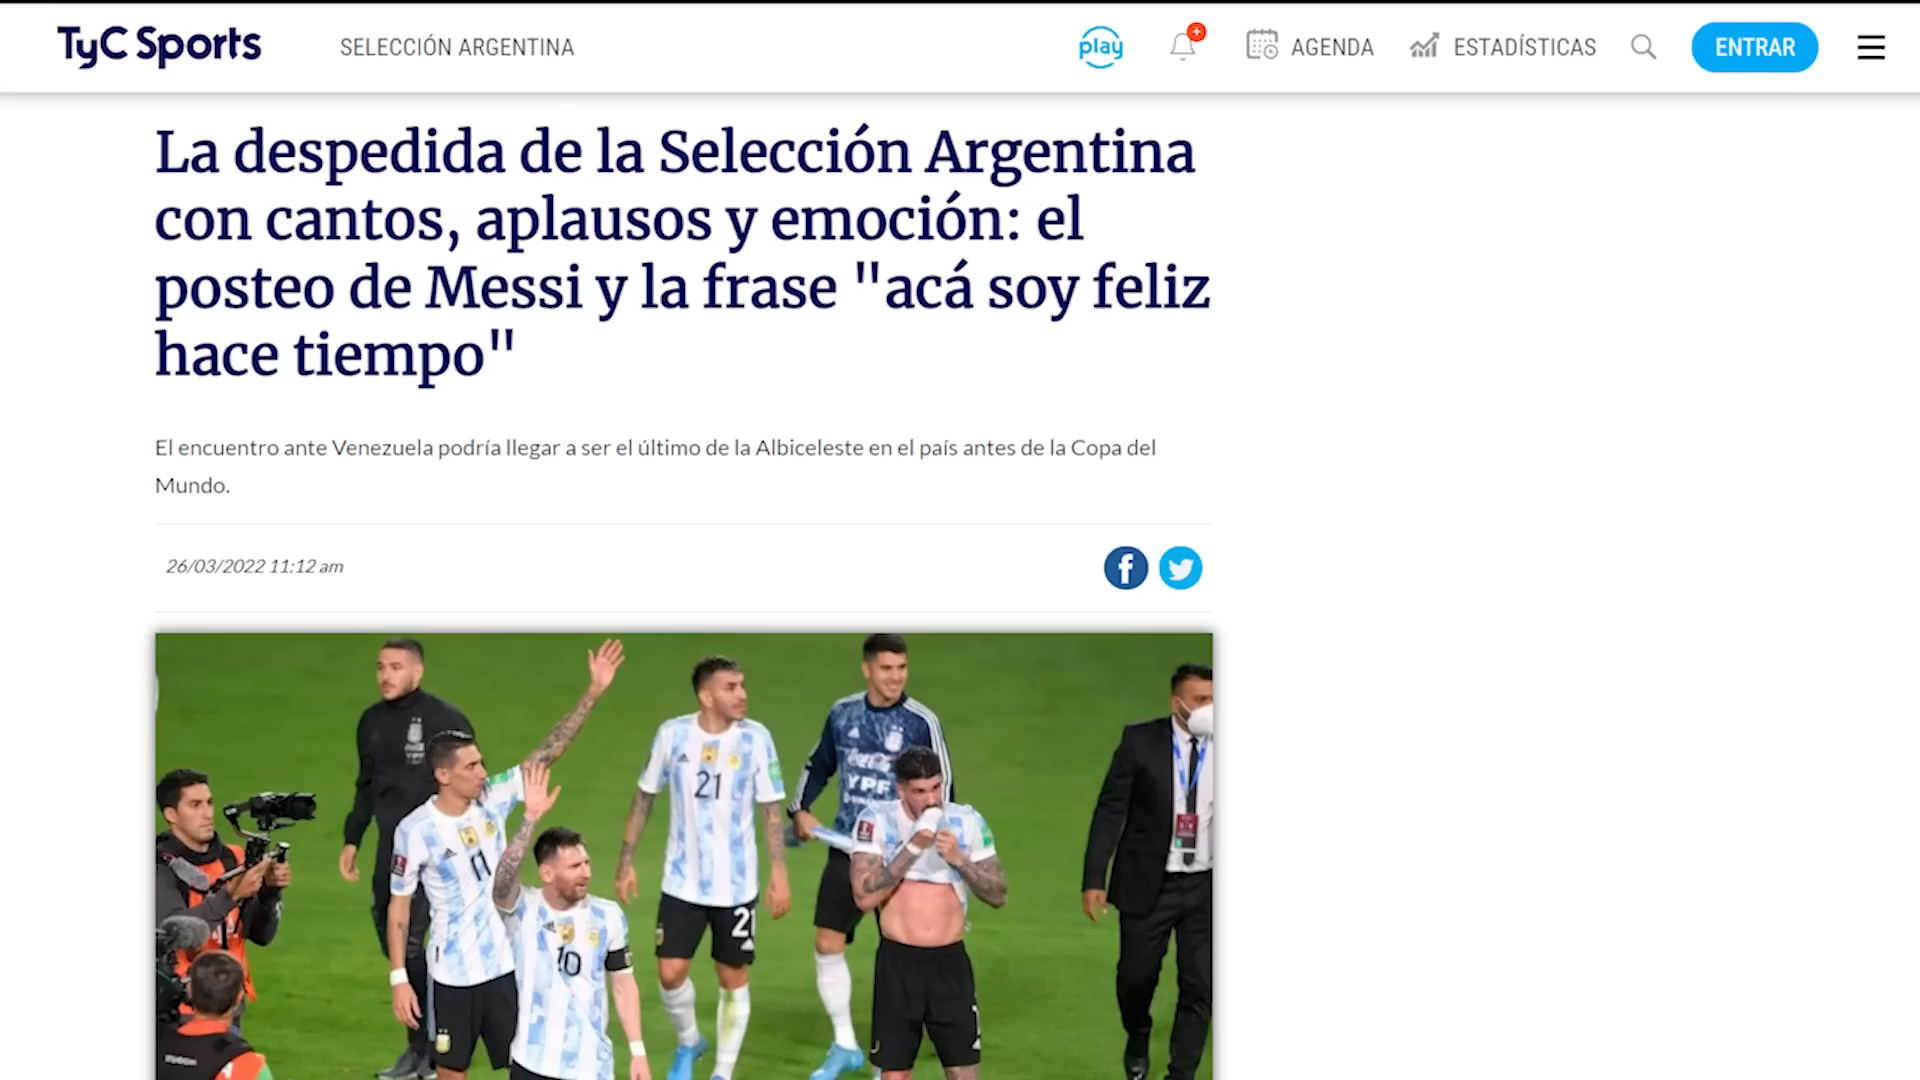 TyC Sports
SELECCIÓN ARGENTINA
play
+
AGENDA
ESTADÍSTICAS
ENTRAR
La despedida de la Selección Argentina
con cantos, aplausos y emoción: el
posteo de Messi y la frase "acá soy feliz
hace tiempo"
El encuentro ante Venezuela podría llegar a ser el último de la Albiceleste en el país antes de la Copa del
Mundo.
26/03/2022 11:12 am
f
21
21
11
10
Coca-Cola
YPF